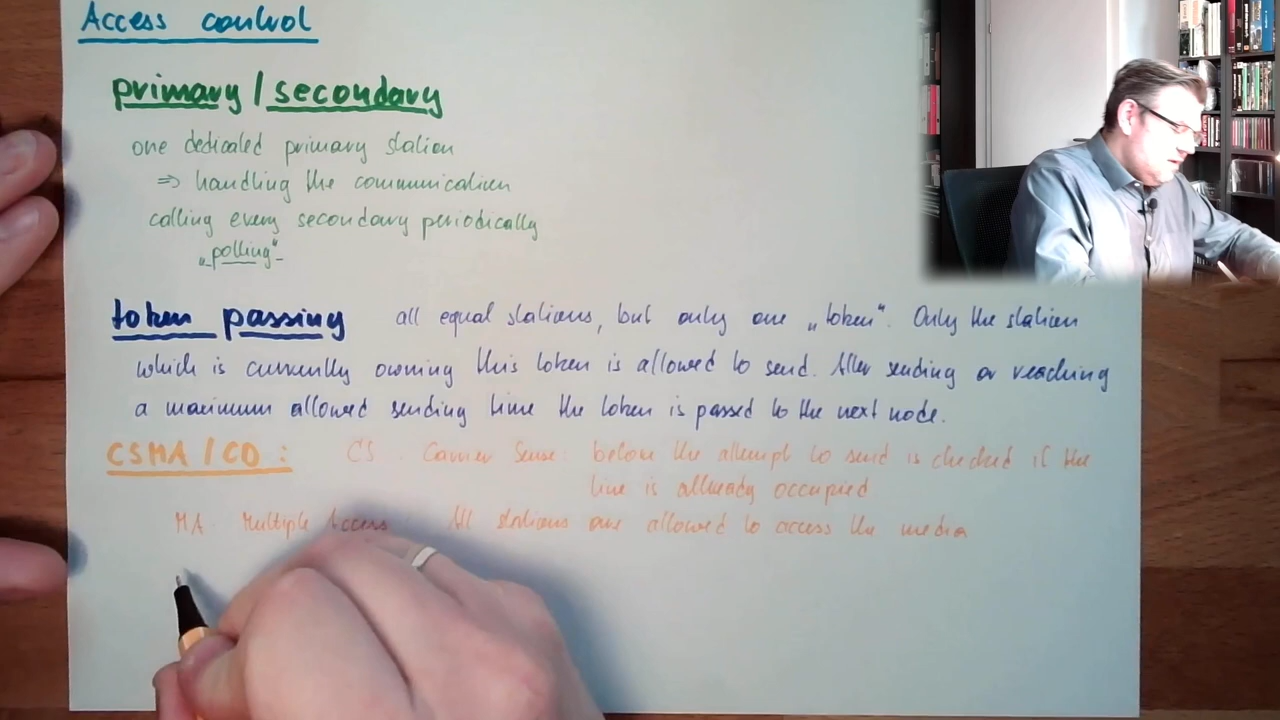 Access control
primary / secondary
one dedicated primary station
⇒ handling the communication
calling every secondary periodically
„polling“
token passing all equal stations, but only one „token“. Only the station
which is currently owning this token is allowed to send. After sending or reaching
a maximum allowed sending time the token is passed to the next node.
CSMA / CD : CS . Carrier Sense: before the attempt to send is checked if the
line is allready occupied
MA. Multiple Access All stations are allowed to access the media